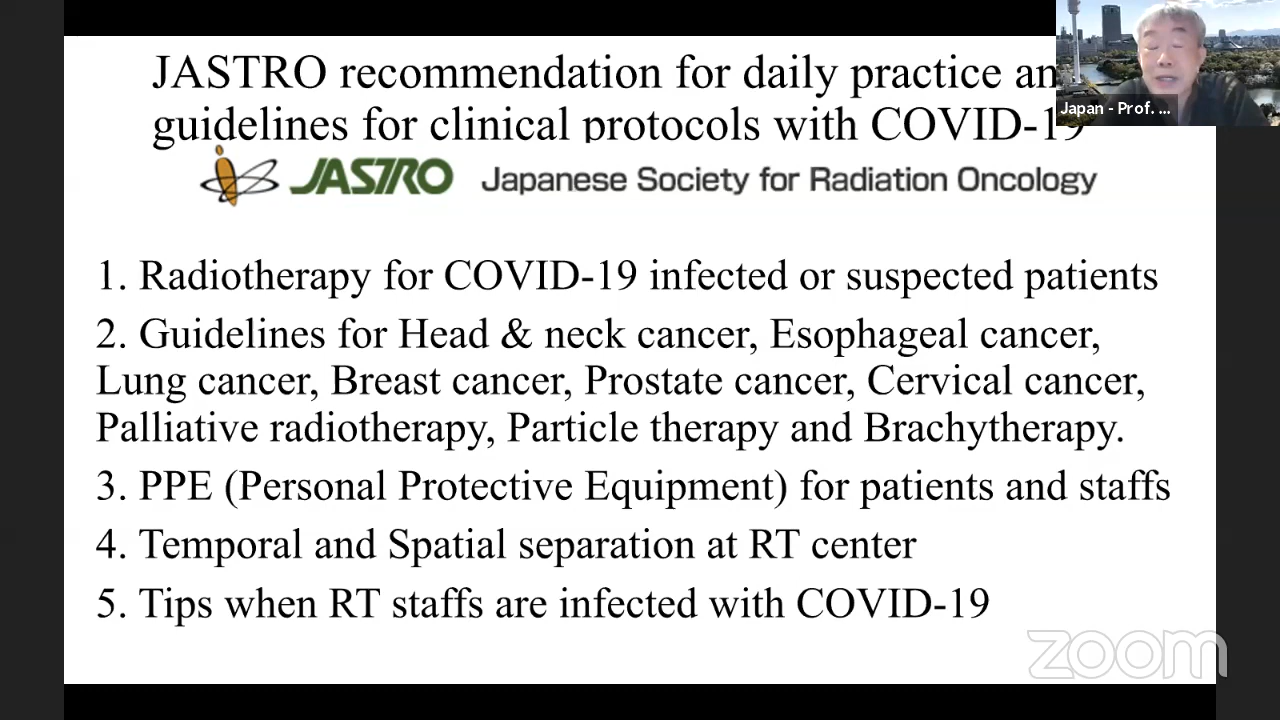 JASTRO recommendation for daily practice an
guidelines for clinical protocols with COVID-19
Japan - Prof. ...
JASTRO Japanese Society for Radiation Oncology
1. Radiotherapy for COVID-19 infected or suspected patients
2. Guidelines for Head & neck cancer, Esophageal cancer,
Lung cancer, Breast cancer, Prostate cancer, Cervical cancer,
Palliative radiotherapy, Particle therapy and Brachytherapy.
3. PPE (Personal Protective Equipment) for patients and staffs
4. Temporal and Spatial separation at RT center
5. Tips when RT staffs are infected with COVID-19
zoom